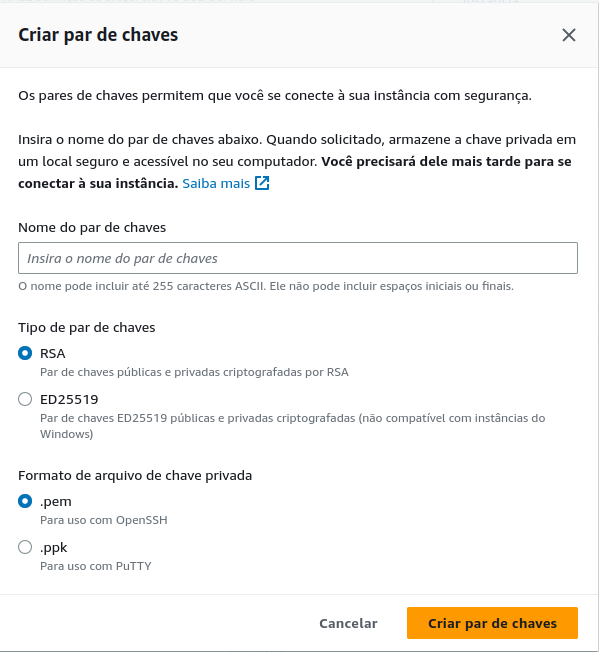 Criar par de chaves
Os pares de chaves permitem que você se conecte à sua instância com segurança.
Insira o nome do par de chaves abaixo. Quando solicitado, armazene a chave privada em
um local seguro e acessível no seu computador. Você precisará dele mais tarde para se
conectar à sua instância. Saiba mais
Nome do par de chaves
Insira o nome do par de chaves
O nome pode incluir até 255 caracteres ASCII. Ele não pode incluir espaços iniciais ou finais.
Tipo de par de chaves
RSA
Par de chaves públicas e privadas criptografadas por RSA
ED25519
Par de chaves ED25519 públicas e privadas criptografadas (não compatível com instâncias do
Windows)
Formato de arquivo de chave privada
.pem
Para uso com OpenSSH
.ppk
Para uso com PuTTY
Cancelar
Criar par de chaves